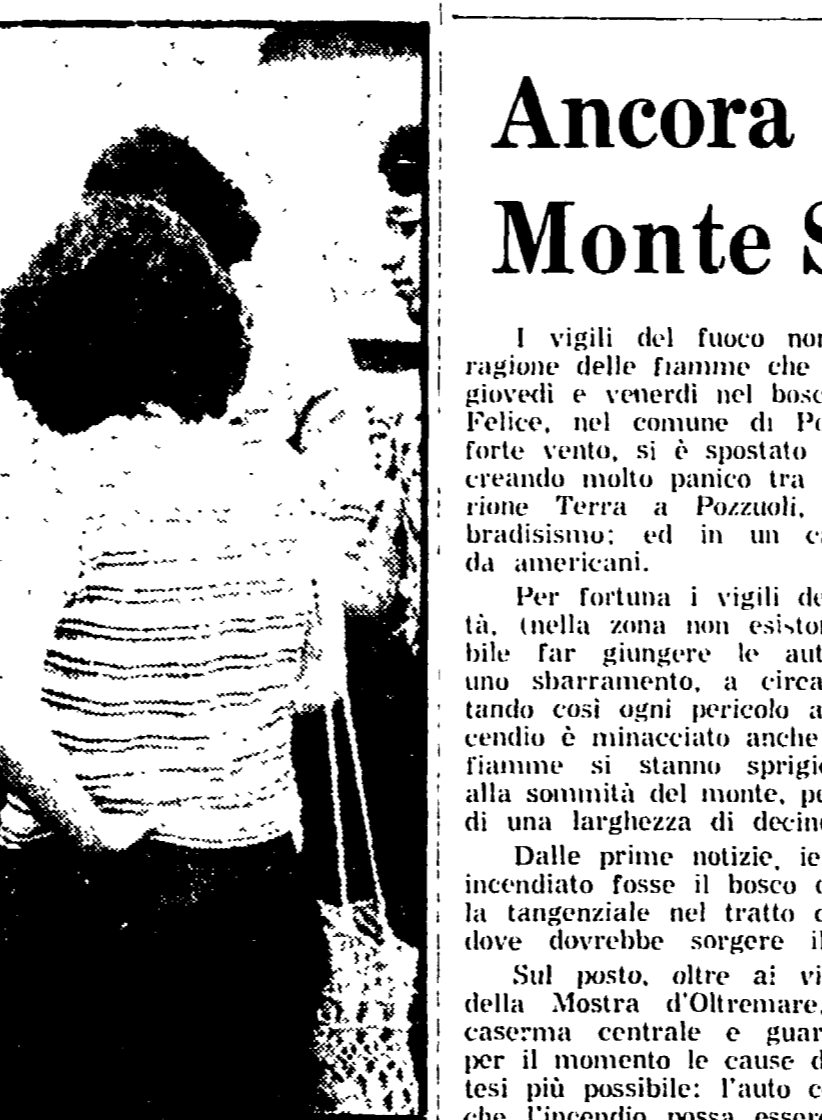 Ancora
Monte S
I vigili del fuoco non
ragione delle fiamme che
giovedì e venerdì nel bosc
Felice, nel comune di Po
forte vento, si è spostato
creando molto panico tra
rione Terra a Pozzuoli,
bradisismo; ed in un ca
da americani.
Per fortuna i vigili de
tà, (nella zona non esiston
bile far giungere le aut
uno sbarramento, a circa
tando così ogni pericolo a
cendio è minacciato anche
fiamme si stanno sprigio
alla sommità del monte, pe
di una larghezza di decine
Dalle prime notizie, ie
incendiato fosse il bosco d
la tangenziale nel tratto c
dove dovrebbe sorgere il
Sul posto, oltre ai vi
della Mostra d'Oltremare,
caserma centrale e guar
per il momento le cause d
tesi più possibile: l'auto c
che l'incendio possa essere